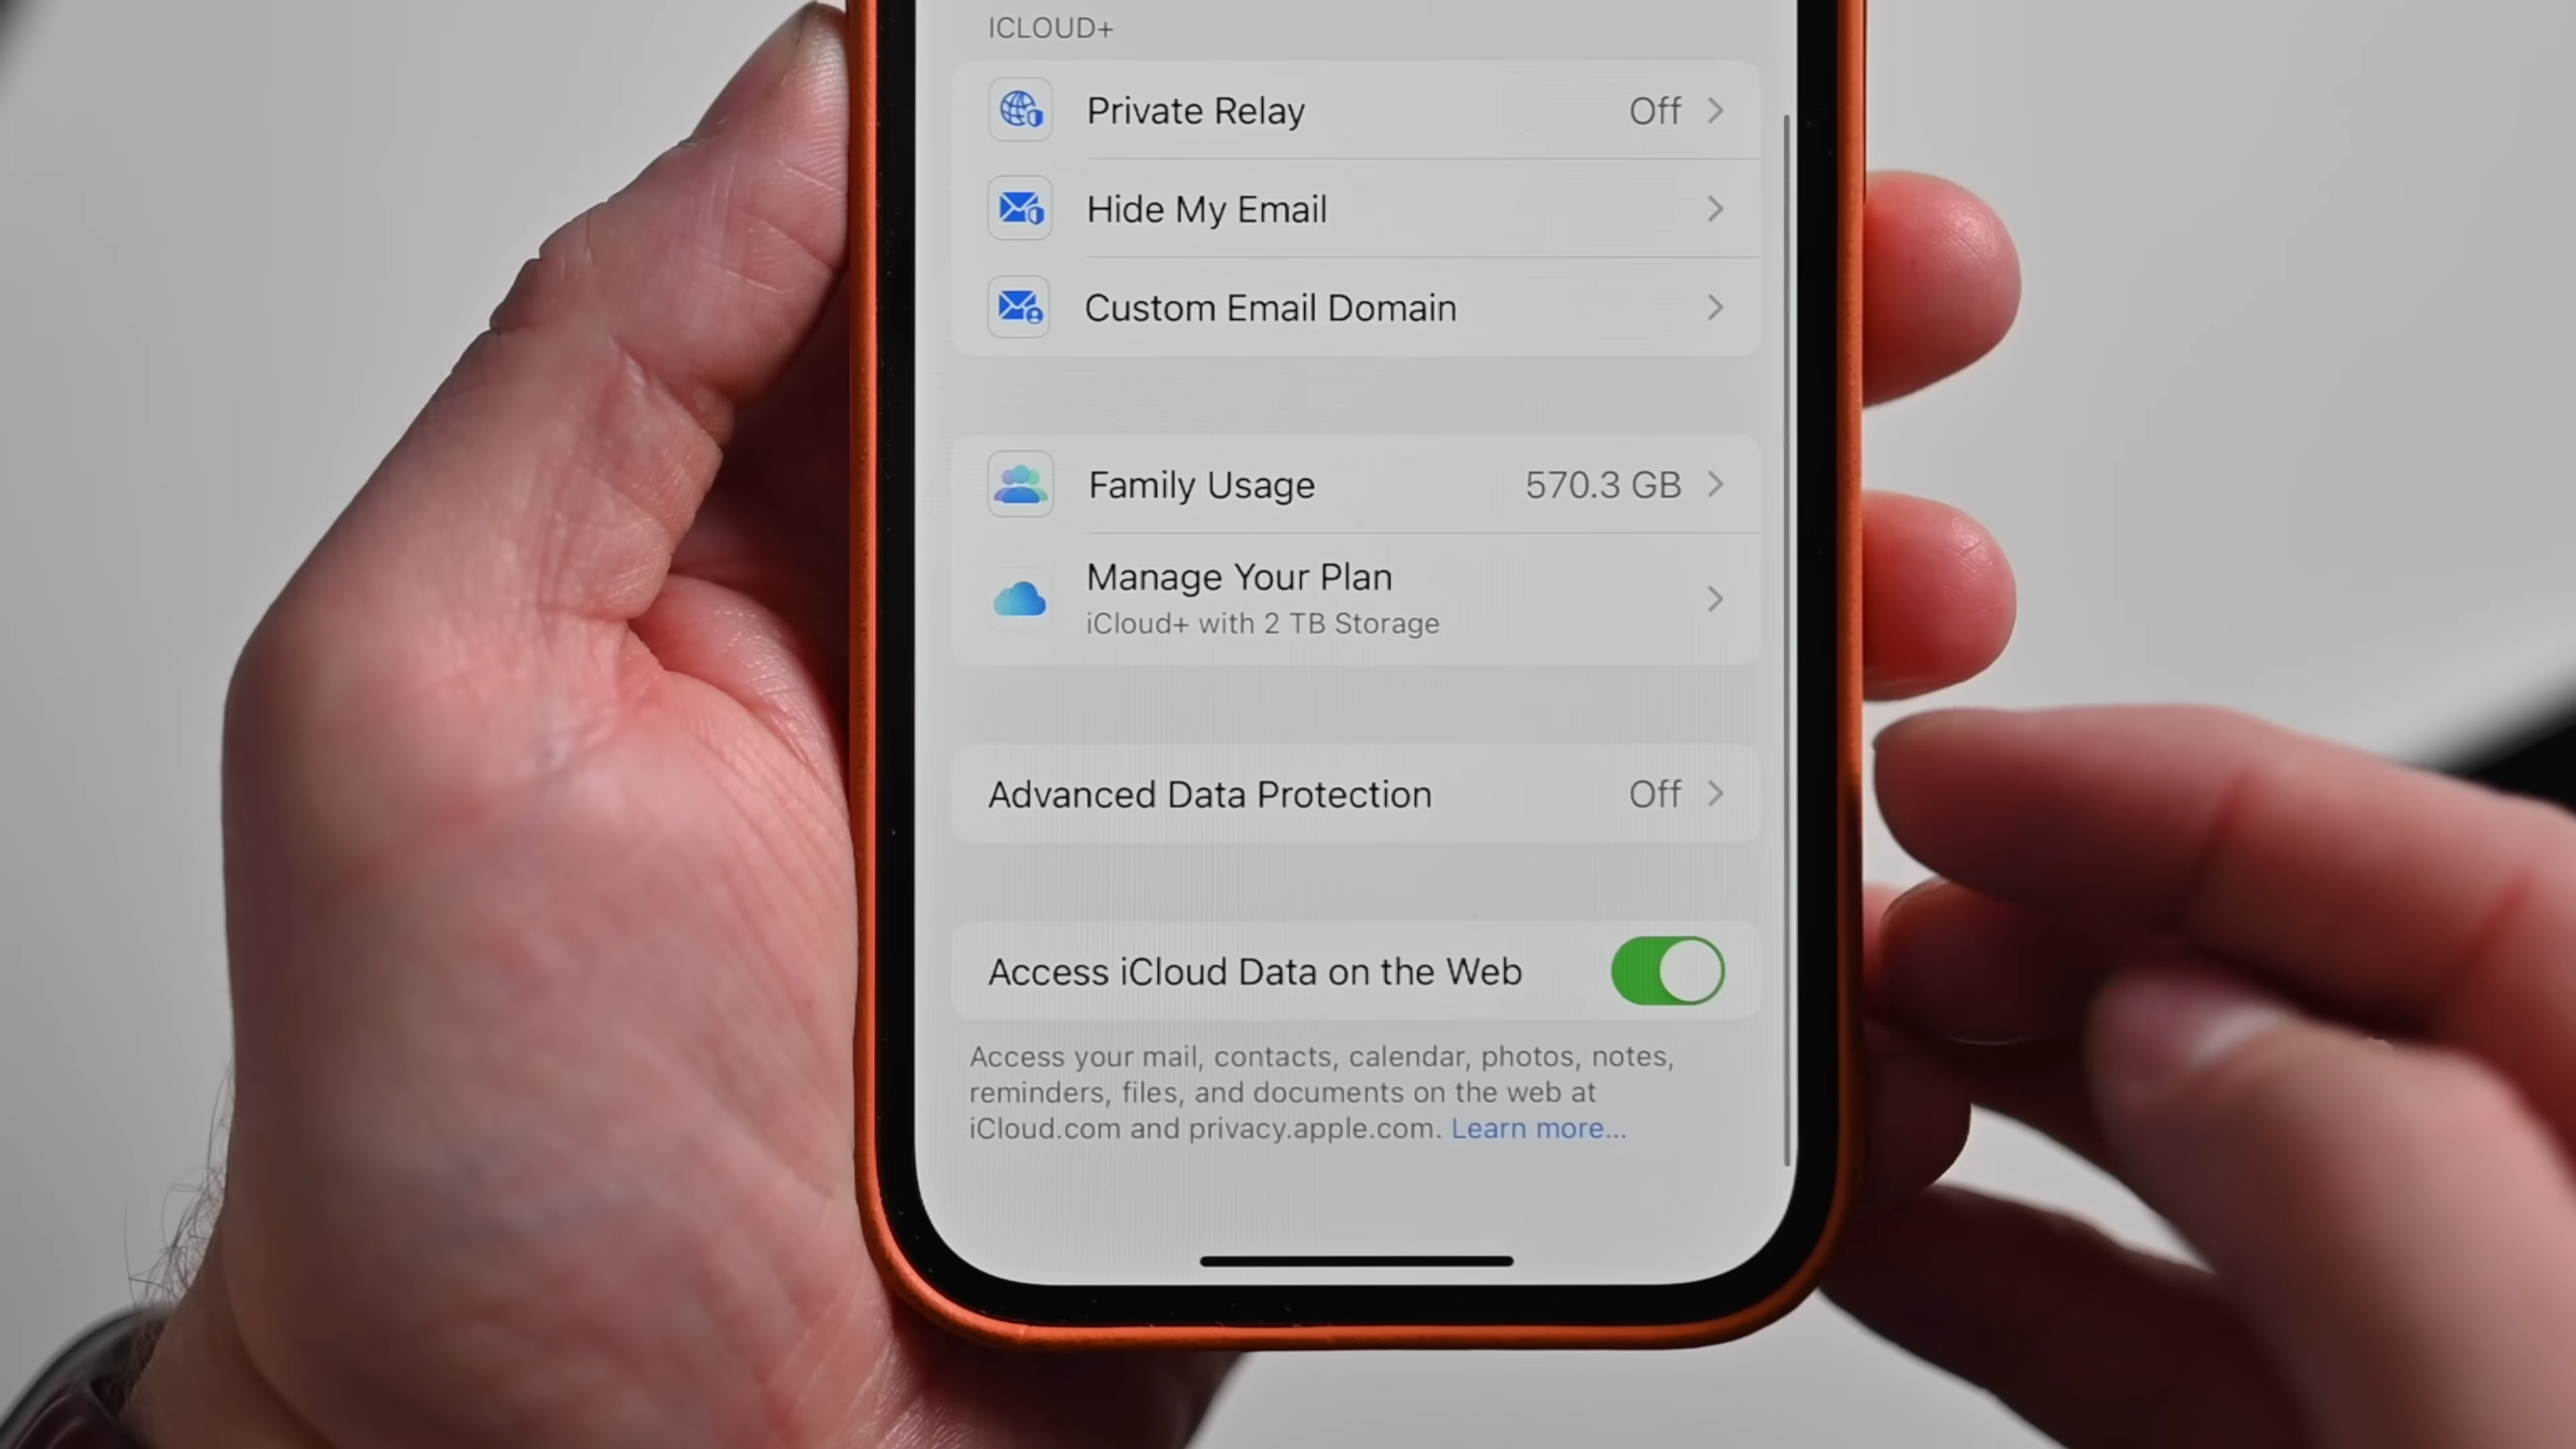 ICLOUD+
Private Relay Off
Hide My Email
Custom Email Domain
Family Usage 570.3 GB
Manage Your Plan
iCloud+ with 2 TB Storage
Advanced Data Protection Off
Access iCloud Data on the Web
Access your mail, contacts, calendar, photos, notes,
reminders, files, and documents on the web at
iCloud.com and privacy.apple.com. Learn more...